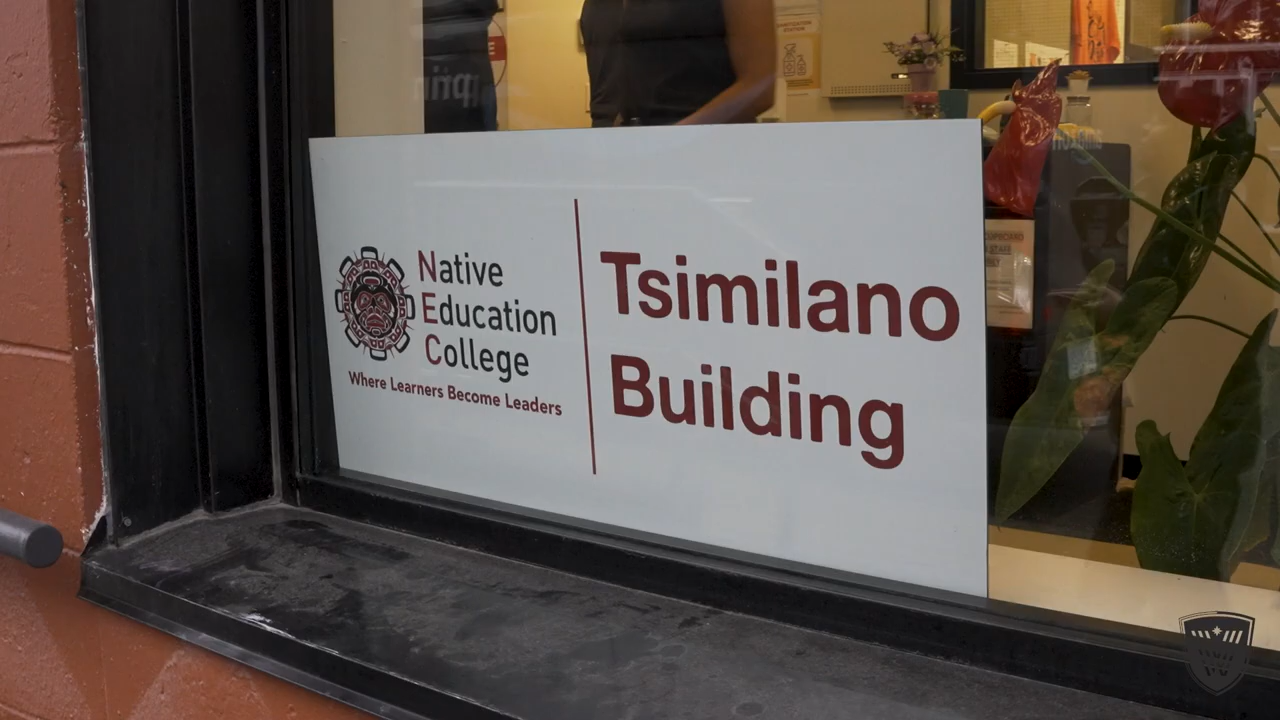 Native
Education
College
Where Learners Become Leaders
Tsimilano
Building